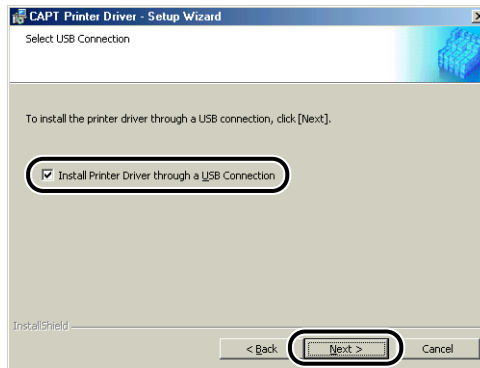 CAPT Printer Driver - Setup Wizard
Select USB Connection
To install the printer driver through a USB connection, click [Next].
Install Printer Driver through a USB Connection
InstallShield
< Back Next > Cancel